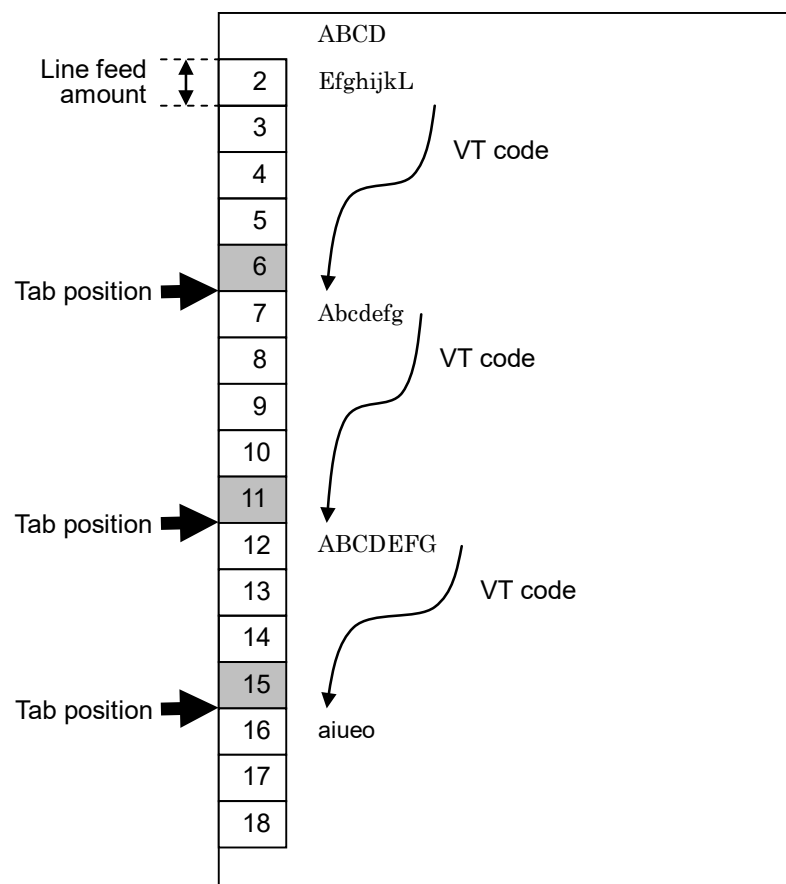 ABCD
Line feed amount
2 EfghijkL
3
VT code
4
5
6
Tab position
7 Abcdefg
8
VT code
9
10
11
Tab position
12 ABCDEFG
13
VT code
14
15
Tab position
16 aiueo
17
18